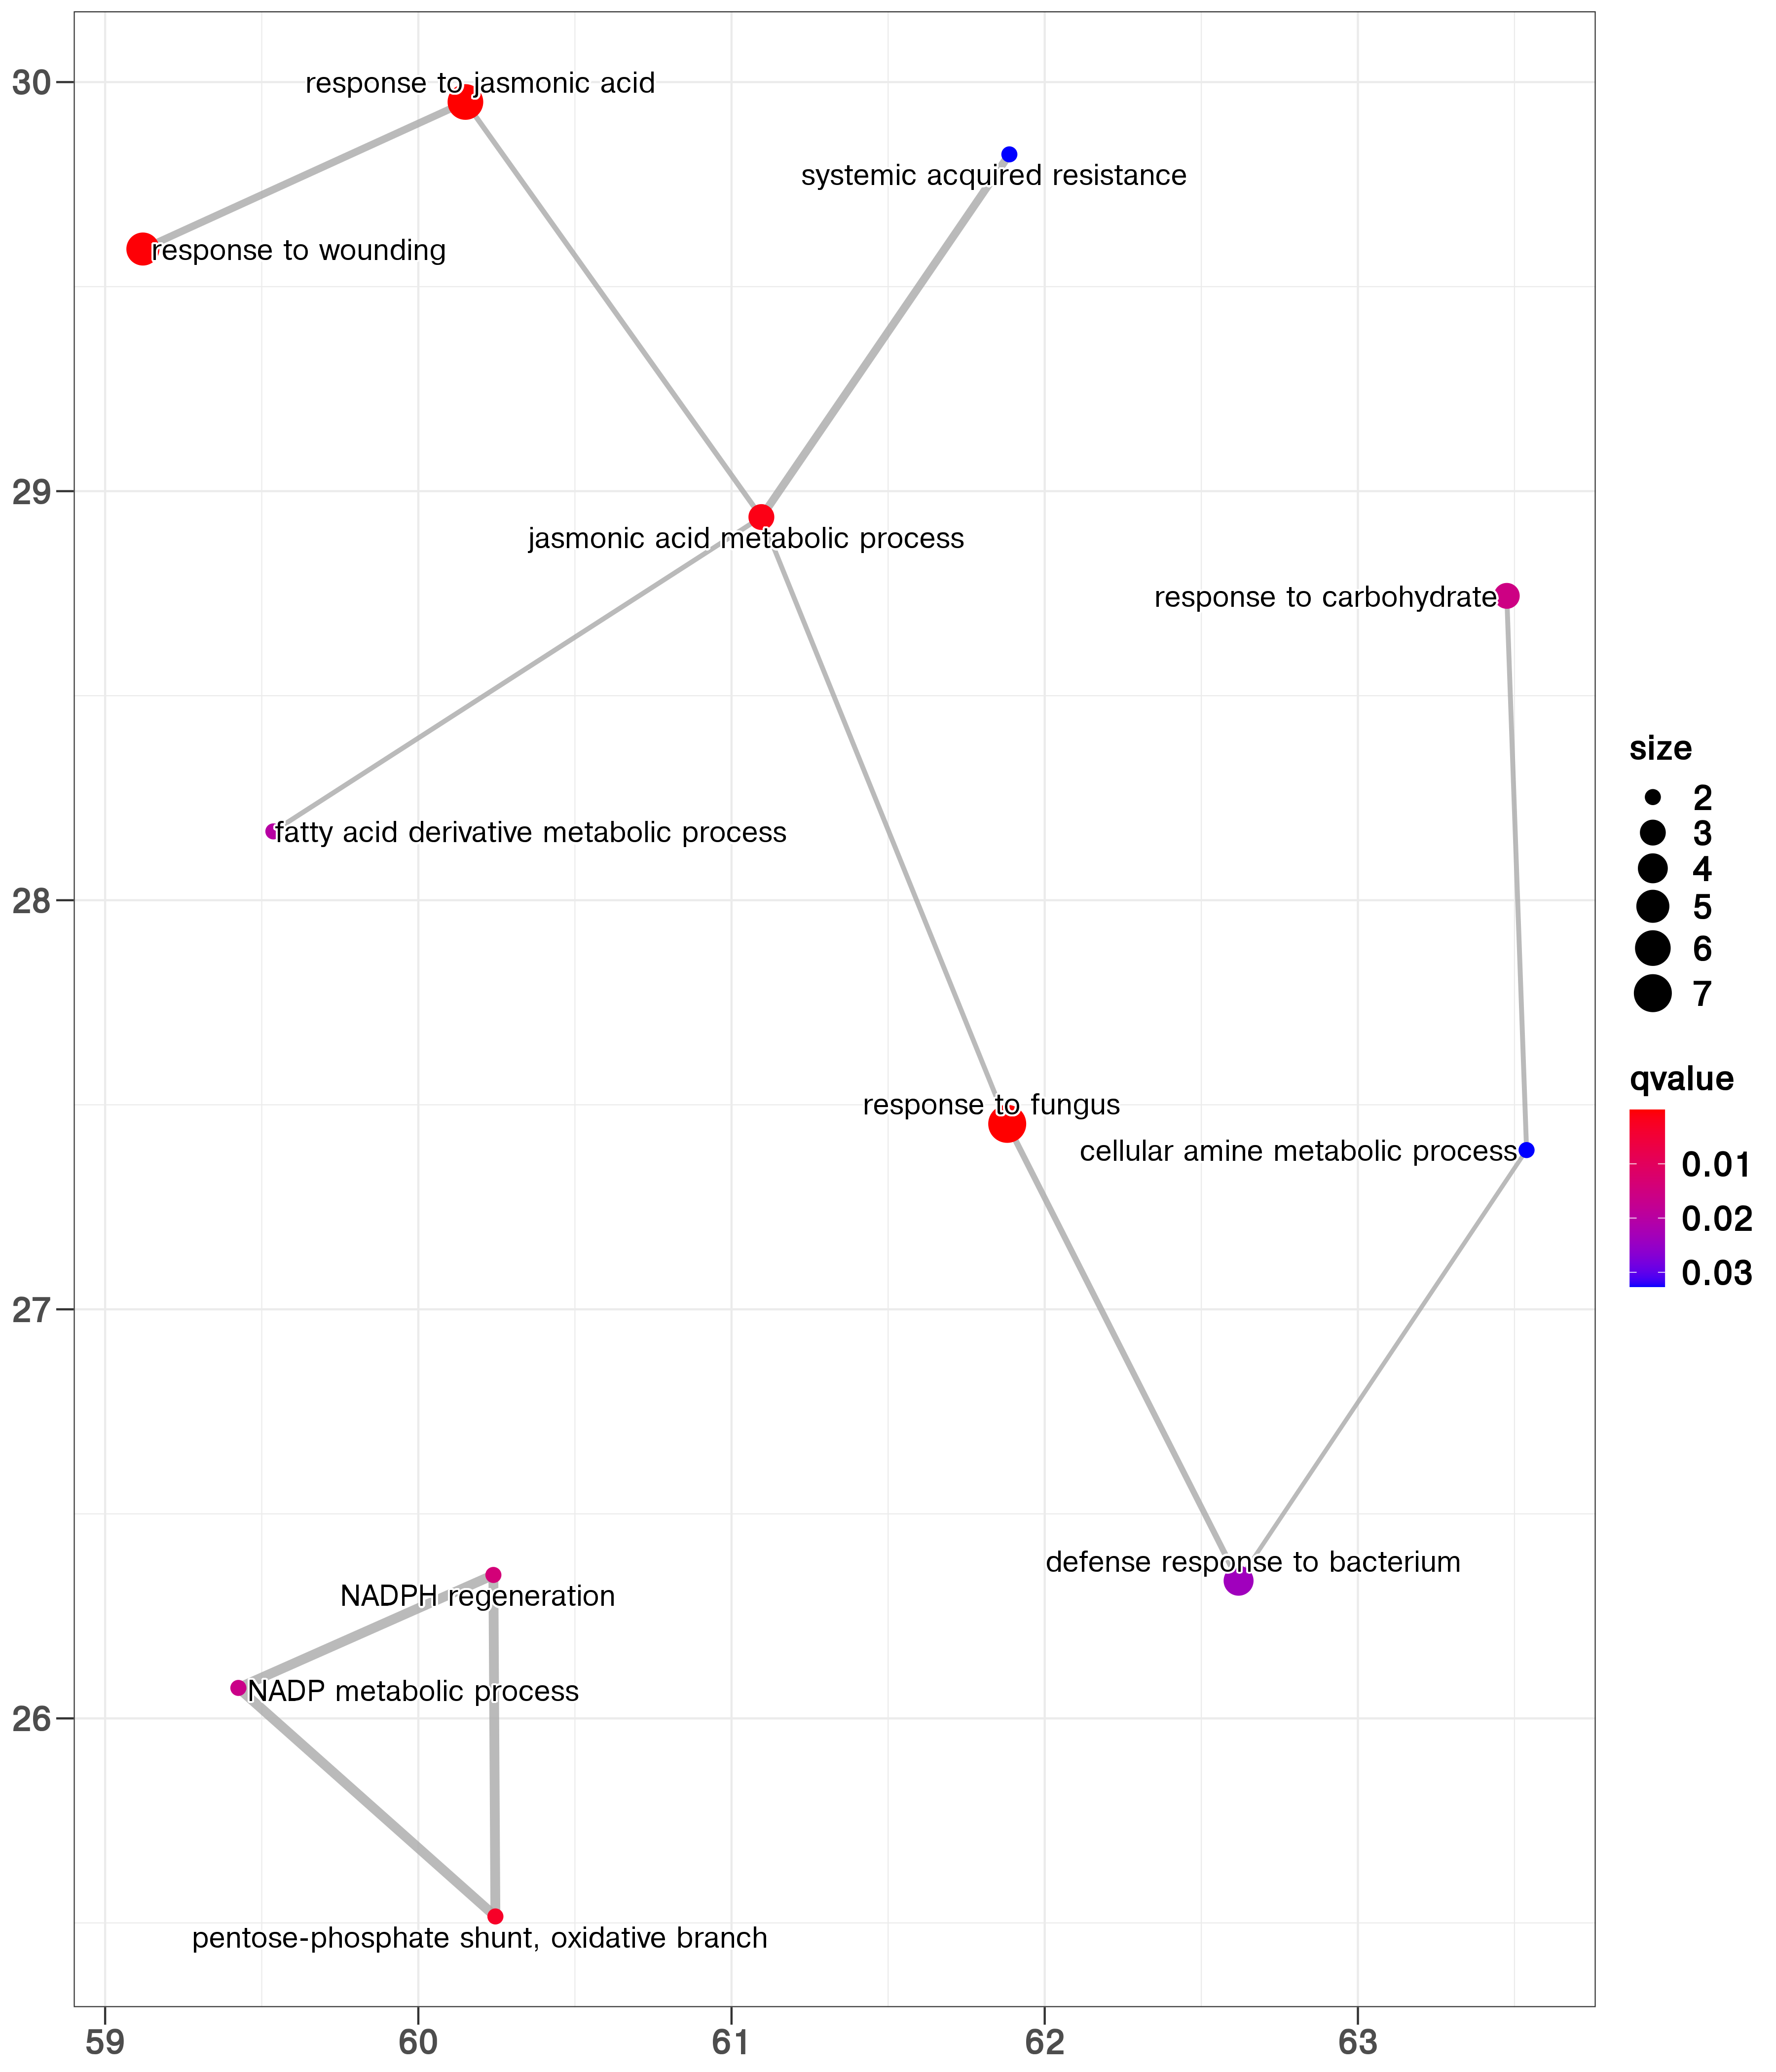 30
response to jasmonic acid
systemic acquired resistance
response to wounding
29
jasmonic acid metabolic process
response to carbohydrate
fatty acid derivative metabolic process
28
response to fungus
cellular amine metabolic process
27
defense response to bacterium
NADPH regeneration
NADP metabolic process
26
pentose-phosphate shunt, oxidative branch
59 60 61 62 63
size
2
3
4
5
6
7
qvalue
0.01
0.02
0.03